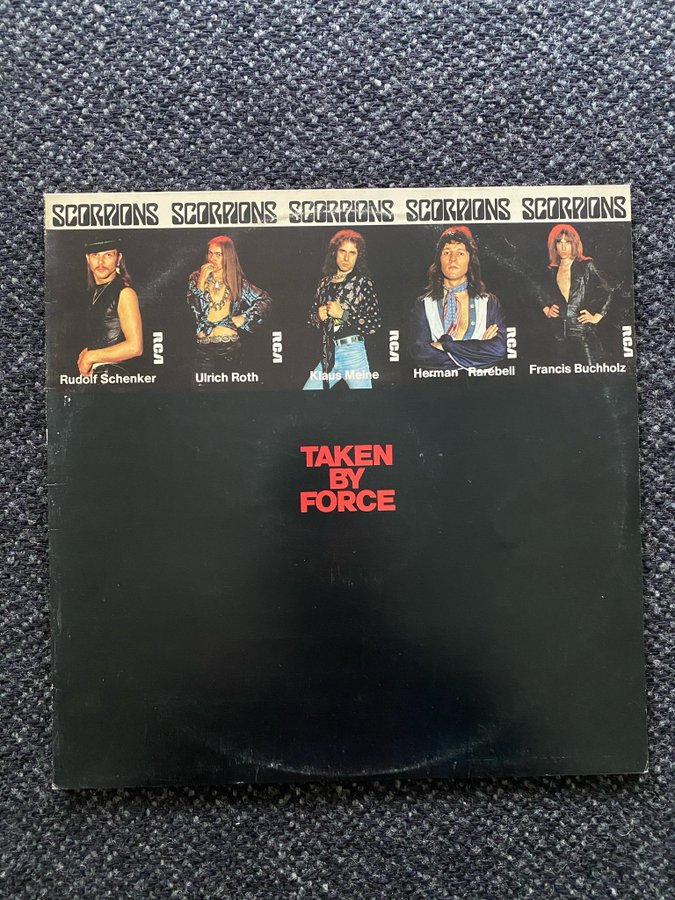 SCORPIONS SCORPIONS SCORPIONS SCORPIONS SCORPIONS
RCA RCA RCA RCA RCA
Rudolf Schenker Ulrich Roth Klaus Meine Herman Rarebell Francis Buchholz
TAKEN
BY
FORCE